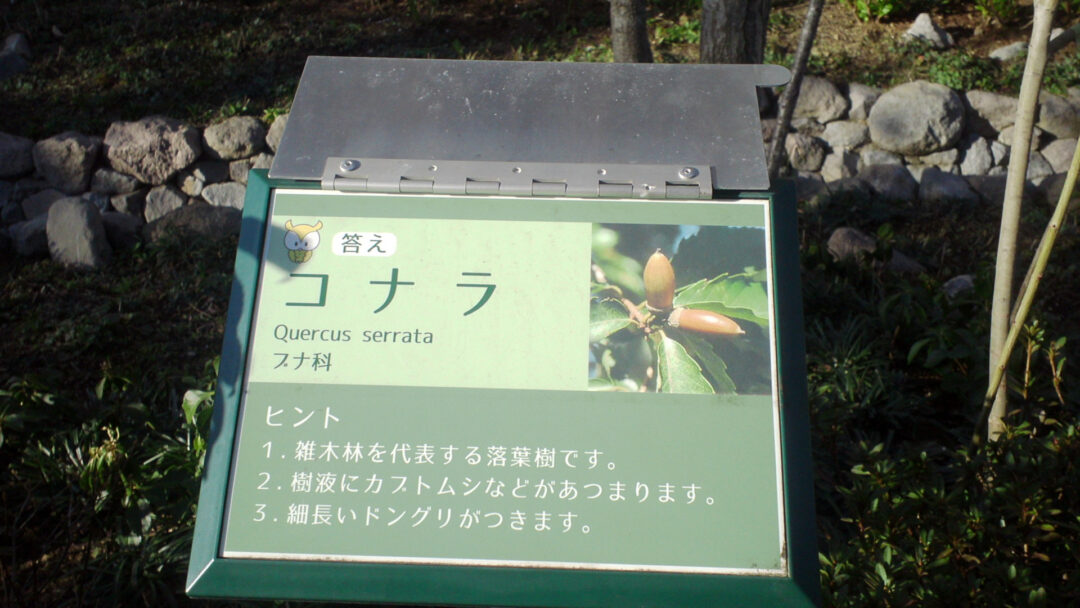 答え
コナラ
Quercus serrata
ブナ科
ヒント
1. 雑木林を代表する落葉樹です。
2. 樹液にカブトムシなどがあつまります。
3. 細長いドングリがつきます。